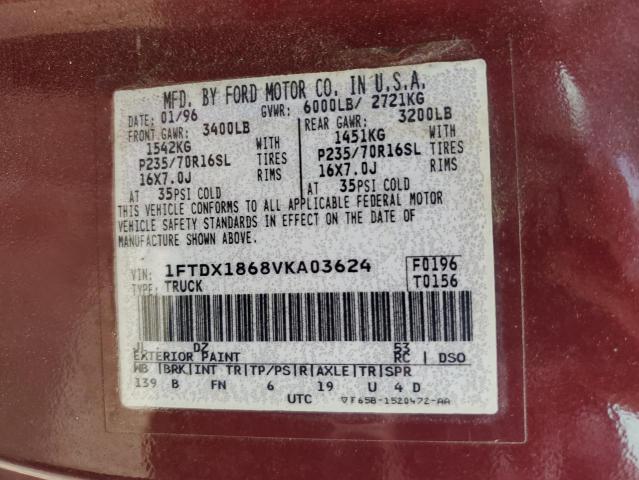 MFD. BY FORD MOTOR CO. IN U.S.A.
DATE: 01/96 GVWR: 6000LB/ 2721KG
FRONT GAWR: 3400LB REAR GAWR: 3200LB
1542KG WITH 1451KG WITH
P235/70R16SL TIRES P235/70R16SL TIRES
16X7.0J RIMS 16X7.0J RIMS
AT 35PSI COLD AT 35PSI COLD
THIS VEHICLE CONFORMS TO ALL APPLICABLE FEDERAL MOTOR
VEHICLE SAFETY STANDARDS IN EFFECT ON THE DATE OF
MANUFACTURE SHOWN ABOVE.
VIN: 1FTDX1868VKA03624 F0196
TYPE: TRUCK T0156
JL DZ 53
EXTERIOR PAINT RC DSO
WB BRK INT TR TP/PS R AXLE TR SPR
139 B FN 6 19 U 4 D
UTC ▽F65B-1520472-AA